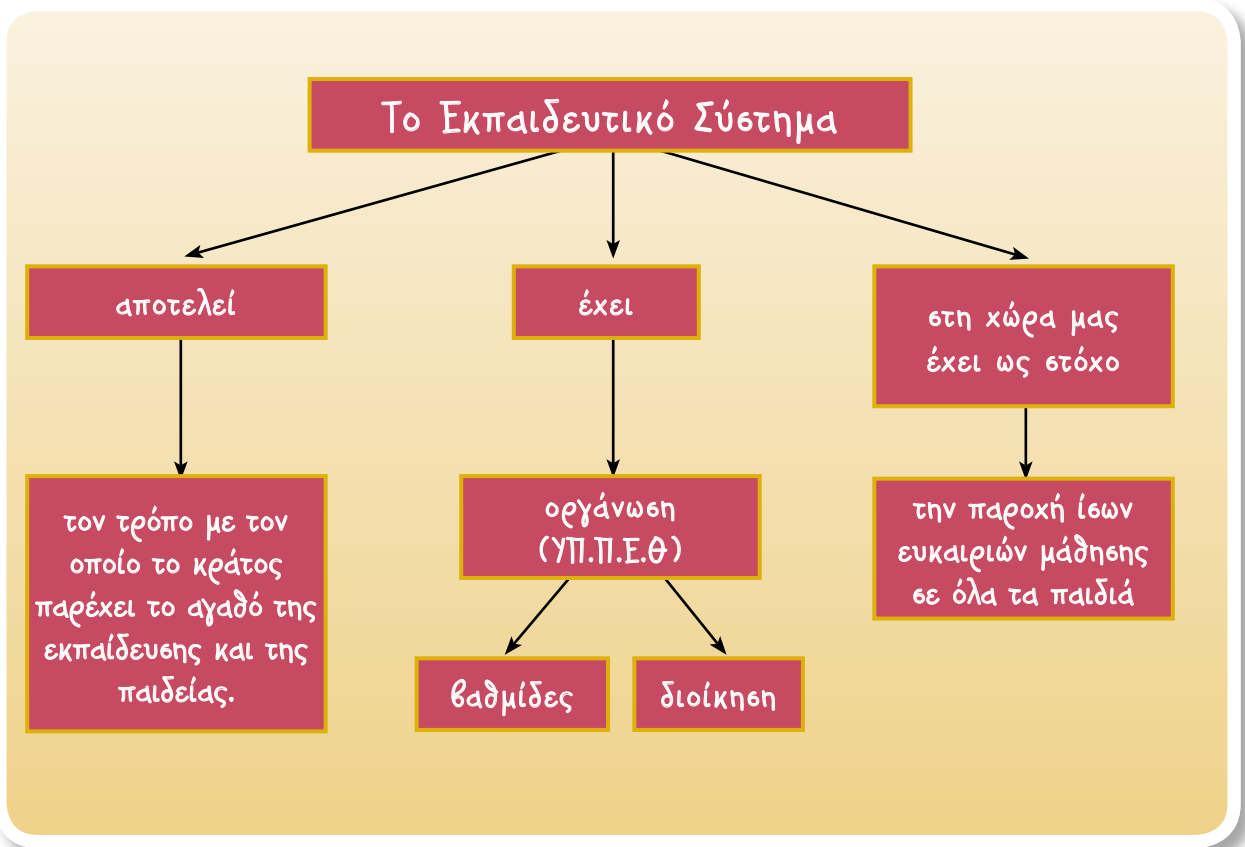 Το Εκπαιδευτικό Σύστημα
αποτελεί
έχει
στη χώρα μας
έχει ως στόχο
τον τρόπο με τον
οποίο το κράτος
παρέχει το αγαθό της
εκπαίδευσης και της
παιδείας.
οργάνωση
(ΥΠ.Π.Ε.Θ)
την παροχή ίσων
ευκαιριών μάθησης
σε όλα τα παιδιά
βαθμίδες
διοίκηση